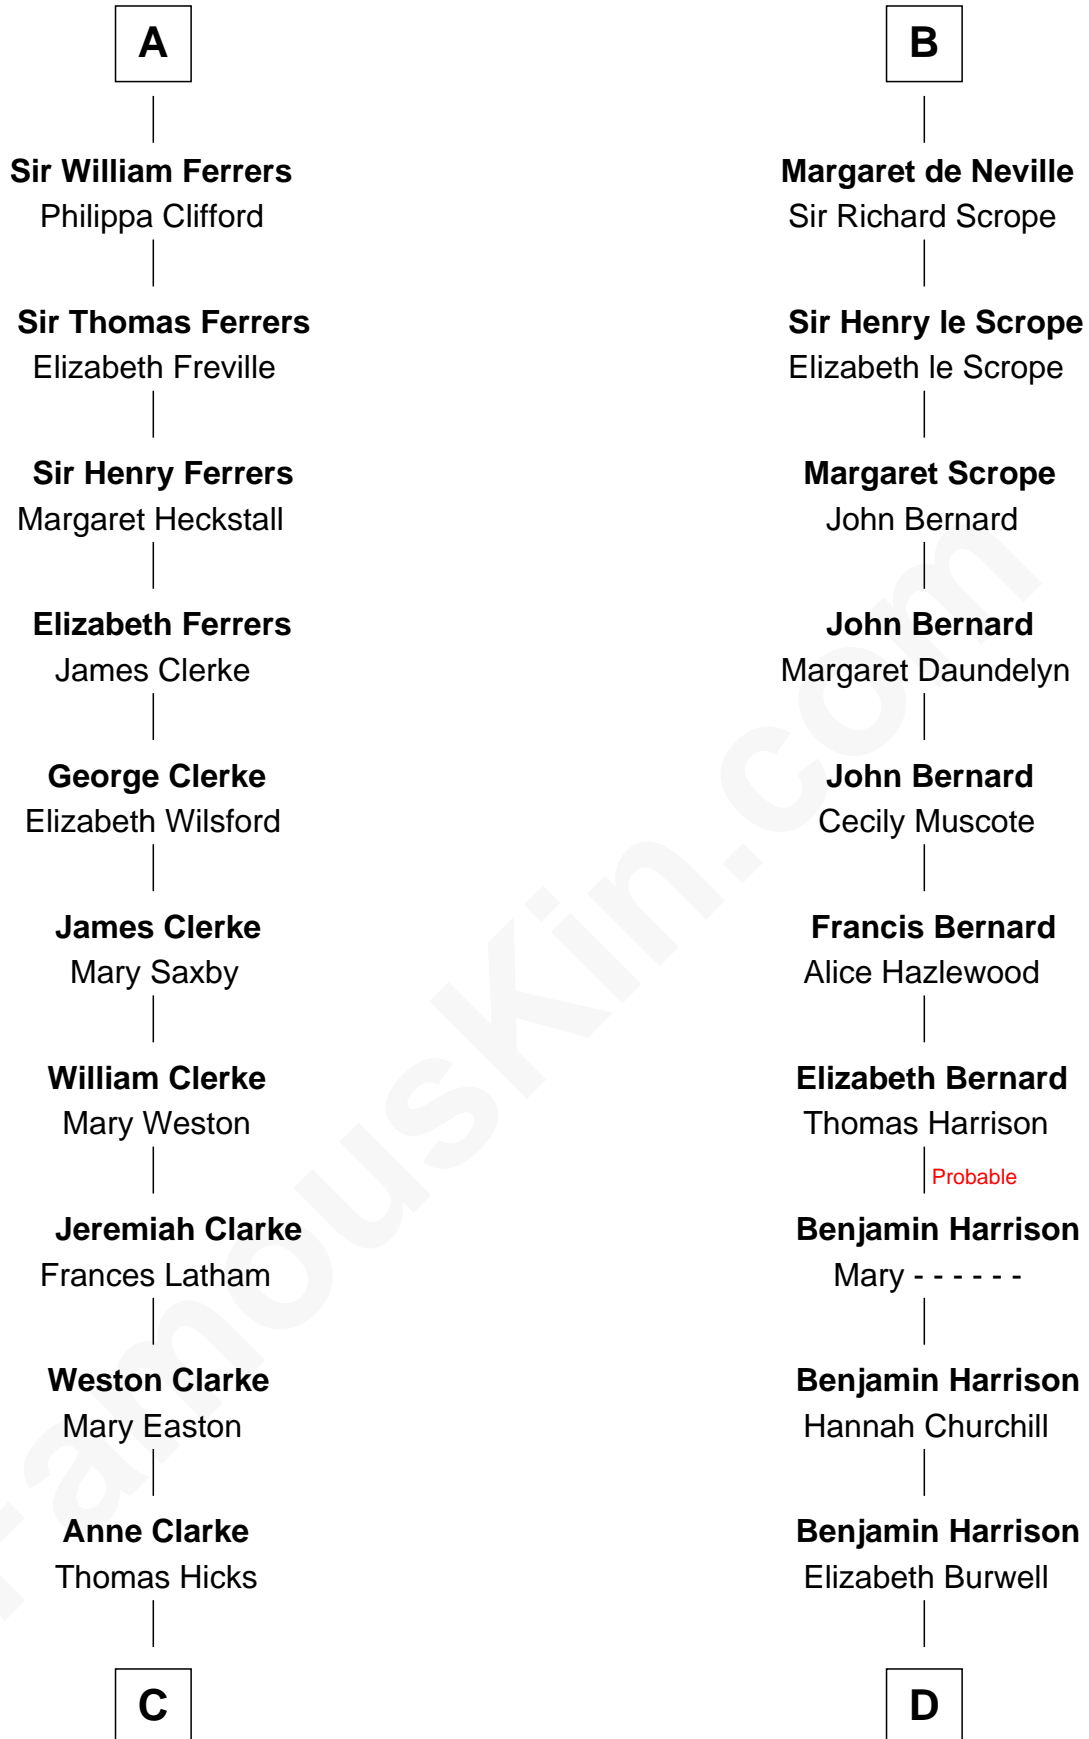 A
Sir William Ferrers
Philippa Clifford
Sir Thomas Ferrers
Elizabeth Freville
Sir Henry Ferrers
Margaret Heckstall
Elizabeth Ferrers
James Clerke
George Clerke
Elizabeth Wilsford
James Clerke
Mary Saxby
William Clerke
Mary Weston
Jeremiah Clarke
Frances Latham
Weston Clarke
Mary Easton
Anne Clarke
Thomas Hicks
C
B
Margaret de Neville
Sir Richard Scrope
Sir Henry le Scrope
Elizabeth le Scrope
Margaret Scrope
John Bernard
John Bernard
Margaret Daundelyn
John Bernard
Cecily Muscote
Francis Bernard
Alice Hazlewood
Elizabeth Bernard
Thomas Harrison
Probable
Benjamin Harrison
Mary - - - - - -
Benjamin Harrison
Hannah Churchill
Benjamin Harrison
Elizabeth Burwell
D
FamousKin.com